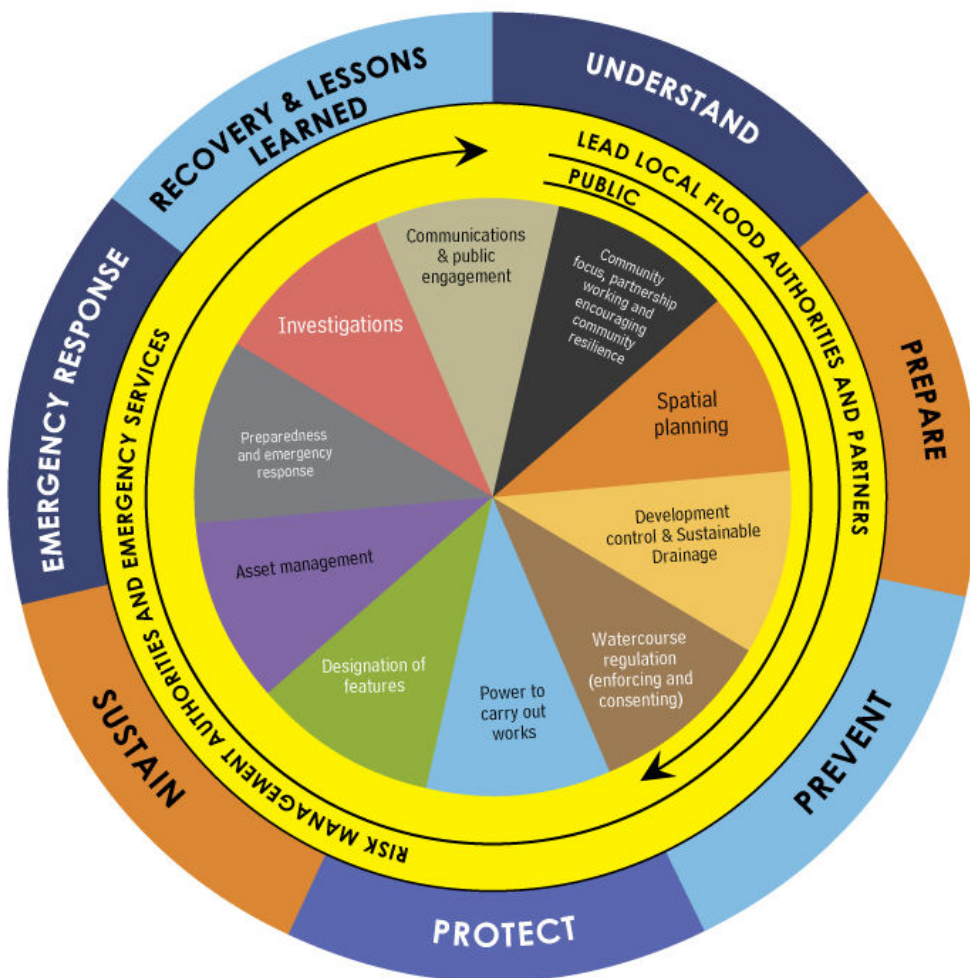 UNDERSTAND
PREPARE
PREVENT
PROTECT
SUSTAIN
EMERGENCY RESPONSE
RECOVERY & LESSONS
LEARNED
LEAD LOCAL FLOOD AUTHORITIES AND PARTNERS
PUBLIC
RISK MANAGEMENT AUTHORITIES AND EMERGENCY SERVICES
Communications
& public
engagement
Community
focus, partnership
working and
encouraging
community
resilience
Spatial
planning
Development
control & Sustainable
Drainage
Watercourse
regulation
(enforcing and
consenting)
Power to
carry out
works
Designation of
features
Asset management
Preparedness
and emergency
response
Investigations